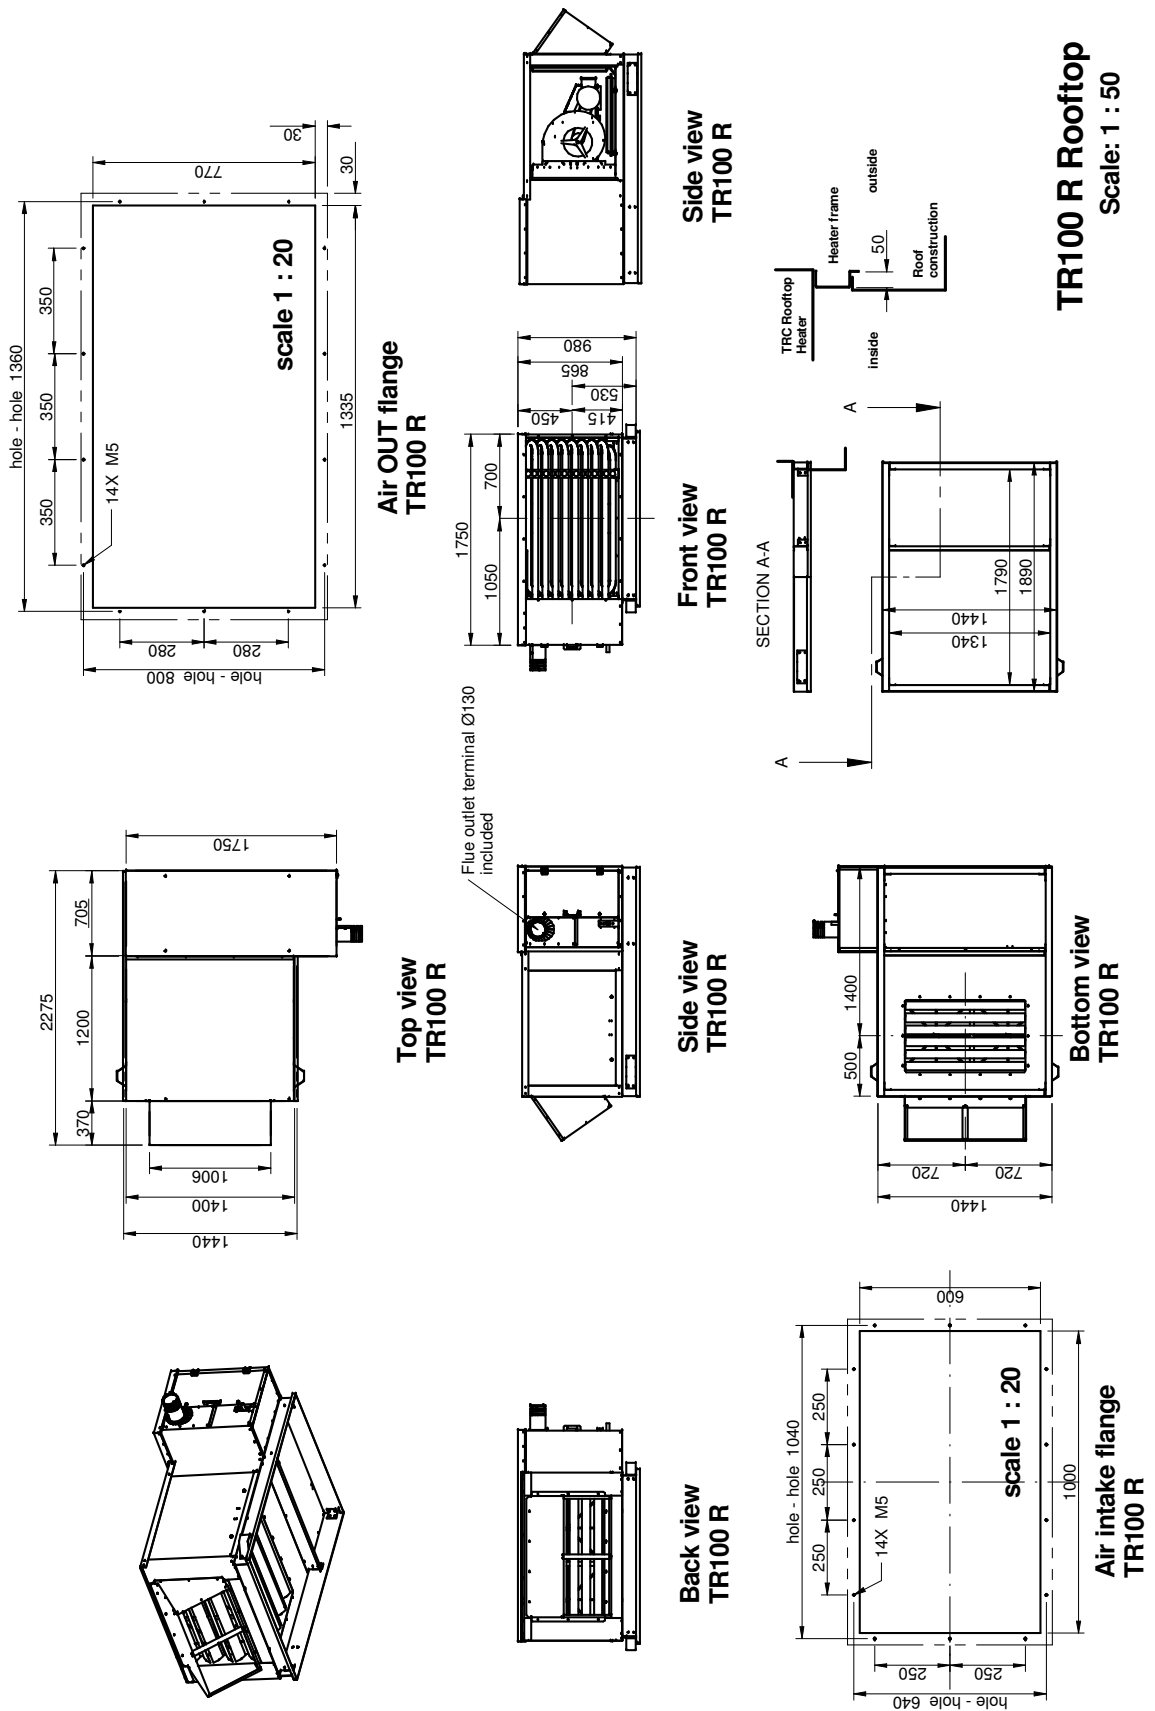 1440
1400
1006
370
1200
705
2275
1750
Top view
TR100 R
hole - hole 800
280
280
14X M5
350
350
350
hole - hole 1360
1335
770
30
30
scale 1 : 20
Air OUT flange
TR100 R
Back view
TR100 R
Flue outlet terminal Ø130
included
Side view
TR100 R
1050
700
1750
450
415
530
865
980
Front view
TR100 R
Side view
TR100 R
hole - hole 640
250
250
14X M5
250
250
250
hole - hole 1040
1000
600
scale 1 : 20
Air intake flange
TR100 R
1440
720
720
500
1400
Bottom view
TR100 R
SECTION A-A
A
A
1340
1440
1790
1890
TRC Rooftop
Heater
Heater frame
50
inside
outside
Roof
construction
TR100 R Rooftop
Scale: 1 : 50